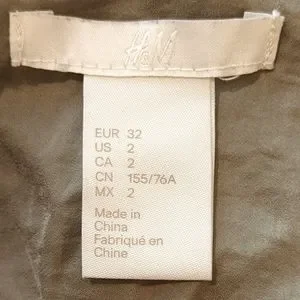 H&M
EUR 32
US 2
CA 2
CN 155/76A
MX 2
Made in
China
Fabriqué en
Chine